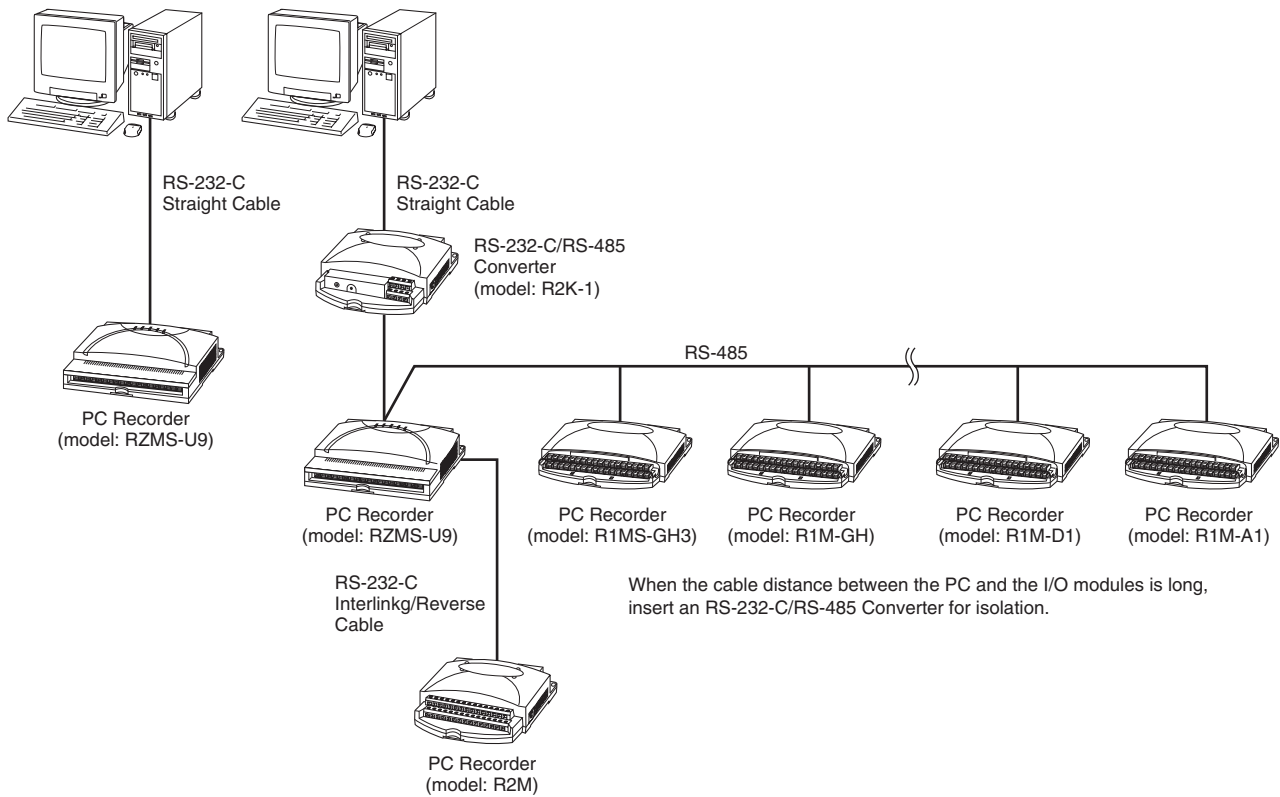 RS-232-C
Straight Cable
RS-232-C
Straight Cable
RS-232-C/RS-485
Converter
(model: R2K-1)
RS-485
PC Recorder
(model: RZMS-U9)
PC Recorder
(model: RZMS-U9)
PC Recorder
(model: R1MS-GH3)
PC Recorder
(model: R1M-GH)
PC Recorder
(model: R1M-D1)
PC Recorder
(model: R1M-A1)
RS-232-C
Interlinkg/Reverse
Cable
When the cable distance between the PC and the I/O modules is long,
insert an RS-232-C/RS-485 Converter for isolation.
PC Recorder
(model: R2M)